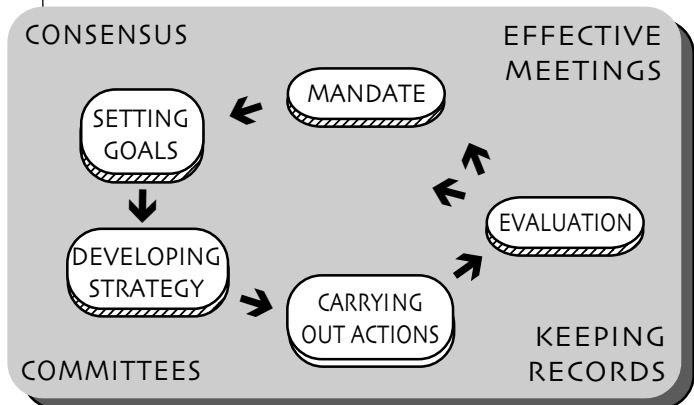 CONSENSUS
EFFECTIVE
MEETINGS
MANDATE
SETTING
GOALS
EVALUATION
DEVELOPING
STRATEGY
CARRYING
OUT ACTIONS
COMMITTEES
KEEPING
RECORDS